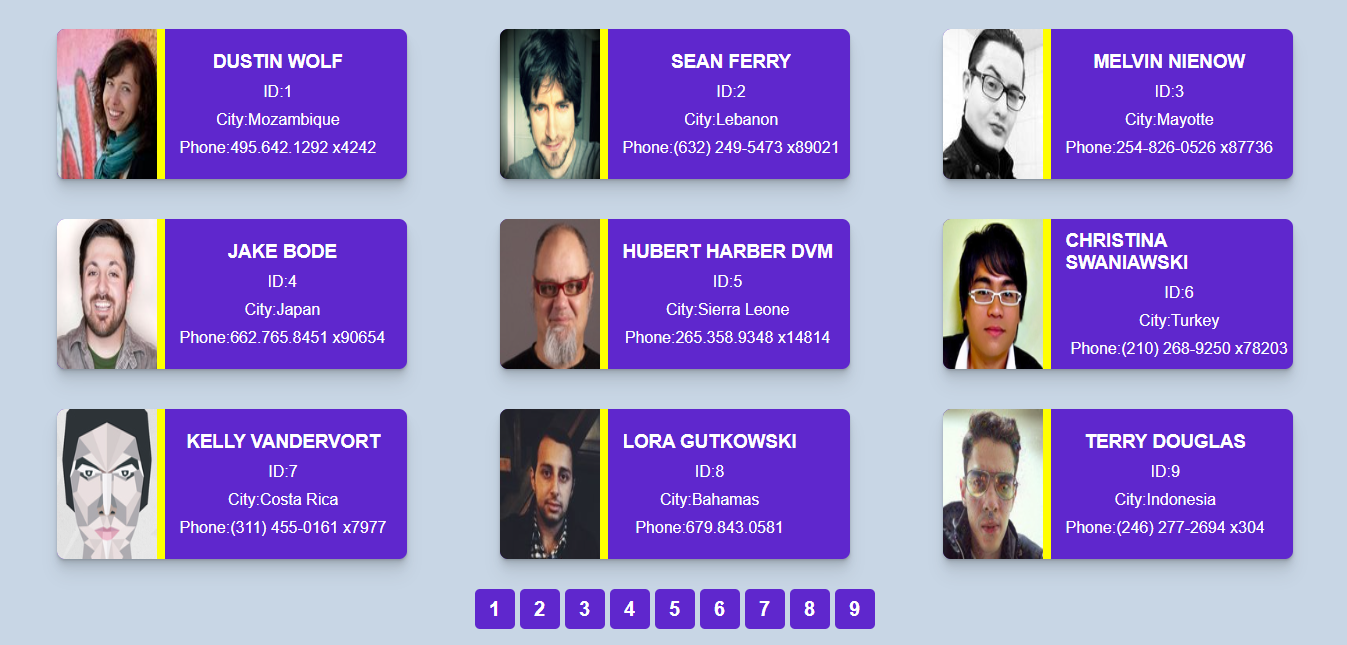 DUSTIN WOLF
ID:1
City:Mozambique
Phone:495.642.1292 x4242
SEAN FERRY
ID:2
City:Lebanon
Phone:(632) 249-5473 x89021
MELVIN NIENOW
ID:3
City:Mayotte
Phone:254-826-0526 x87736
JAKE BODE
ID:4
City:Japan
Phone:662.765.8451 x90654
HUBERT HARBER DVM
ID:5
City:Sierra Leone
Phone:265.358.9348 x14814
CHRISTINA
SWANIAWSKI
ID:6
City:Turkey
Phone:(210) 268-9250 x78203
KELLY VANDERVORT
ID:7
City:Costa Rica
Phone:(311) 455-0161 x7977
LORA GUTKOWSKI
ID:8
City:Bahamas
Phone:679.843.0581
TERRY DOUGLAS
ID:9
City:Indonesia
Phone:(246) 277-2694 x304
1 2 3 4 5 6 7 8 9